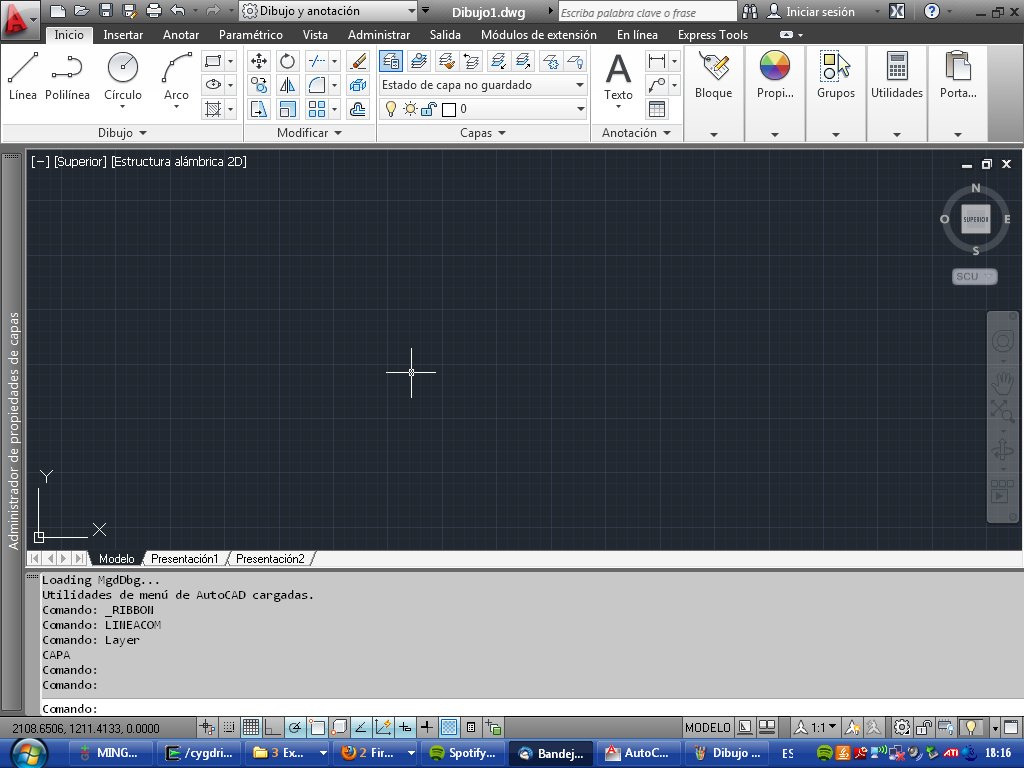 Dibujo y anotación
Dibujo1.dwg
Escriba palabra clave o frase
Iniciar sesión
Inicio
Insertar
Anotar
Paramétrico
Vista
Administrar
Salida
Módulos de extensión
En línea
Express Tools
Línea
Polilínea
Círculo
Arco
Estado de capa no guardado
0
Texto
Bloque
Propi...
Grupos
Utilidades
Porta...
Dibujo
Modificar
Capas
Anotación
[−] [Superior] [Estructura alámbrica 2D]
N
O
SUPERIOR
E
S
SCU
Administrador de propiedades de capas
Y
X
Modelo
Presentación1
Presentación2
Loading MgdDbg...
Utilidades de menú de AutoCAD cargadas.
Comando: _RIBBON
Comando: LINEACOM
Comando: Layer
CAPA
Comando:
Comando:
Comando:
2108.6506, 1211.4133, 0.0000
MODELO
1:1
MING...
/cygdri...
3 Ex...
2 Fir...
Spotify...
Bandej...
AutoC...
Dibujo ...
ES
ATI
18:16